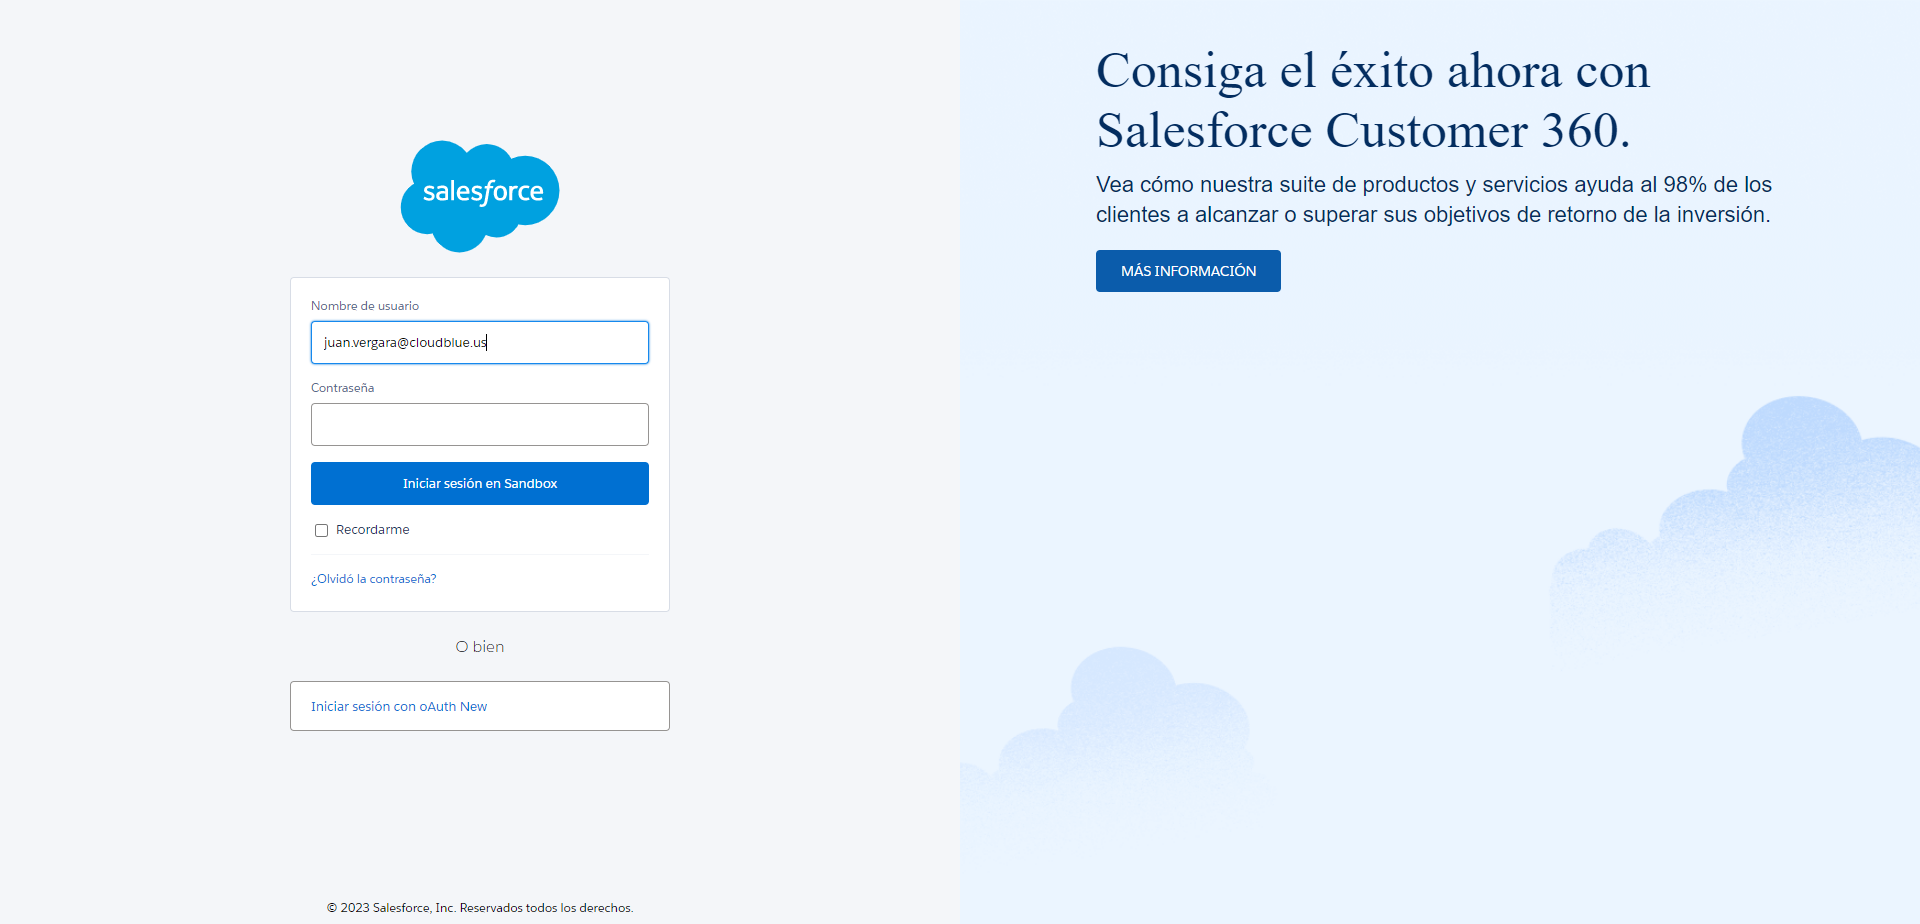 salesforce
Nombre de usuario
juan.vergara@cloudblue.us
Contraseña
Iniciar sesión en Sandbox
Recordarme
¿Olvidó la contraseña?
O bien
Iniciar sesión con oAuth New
© 2023 Salesforce, Inc. Reservados todos los derechos.
Consiga el éxito ahora con
Salesforce Customer 360.
Vea cómo nuestra suite de productos y servicios ayuda al 98% de los
clientes a alcanzar o superar sus objetivos de retorno de la inversión.
MÁS INFORMACIÓN